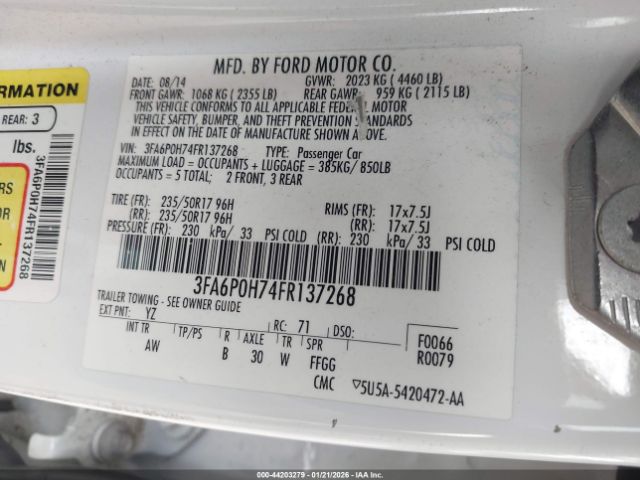 MFD. BY FORD MOTOR CO.
DATE: 08/14 GVWR: 2023 KG ( 4460 LB)
FRONT GAWR: 1068 KG ( 2355 LB) REAR GAWR: 959 KG ( 2115 LB)
THIS VEHICLE CONFORMS TO ALL APPLICABLE FEDERAL MOTOR
VEHICLE SAFETY, BUMPER, AND THEFT PREVENTION STANDARDS
IN EFFECT ON THE DATE OF MANUFACTURE SHOWN ABOVE.
VIN: 3FA6P0H74FR137268 TYPE: Passenger Car
MAXIMUM LOAD = OCCUPANTS + LUGGAGE = 385KG/ 850LB
OCCUPANTS = 5 TOTAL; 2 FRONT, 3 REAR
TIRE (FR): 235/50R17 96H RIMS (FR): 17x7.5J
(RR): 235/50R17 96H (RR): 17x7.5J
PRESSURE (FR): 230 kPa/ 33 PSI COLD (RR): 230 kPa/ 33 PSI COLD
3FA6P0H74FR137268
TRAILER TOWING - SEE OWNER GUIDE
EXT PNT: YZ RC: 71 DSO:
INT TR TP/PS R AXLE TR SPR
AW B 30 W FFGG
CMC
F0066
R0079
5U5A-5420472-AA
ORMATION
REAR: 3
lbs.
3FA6P0H74FR137268
RS
OR
R
© IAA
00-44203279 - 01/21/2026 - © IAA Holdings, LLC